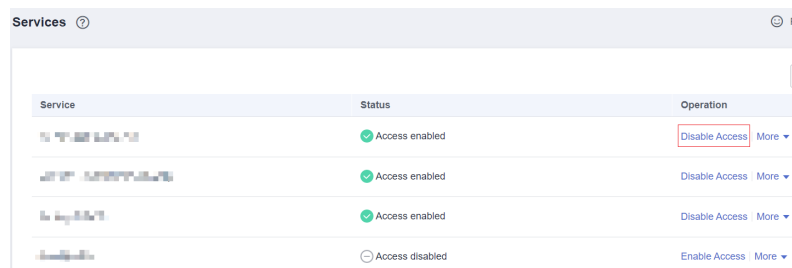 Services
Service Status Operation
Access enabled Disable Access More
Access enabled Disable Access More
Access enabled Disable Access More
Access disabled Enable Access More